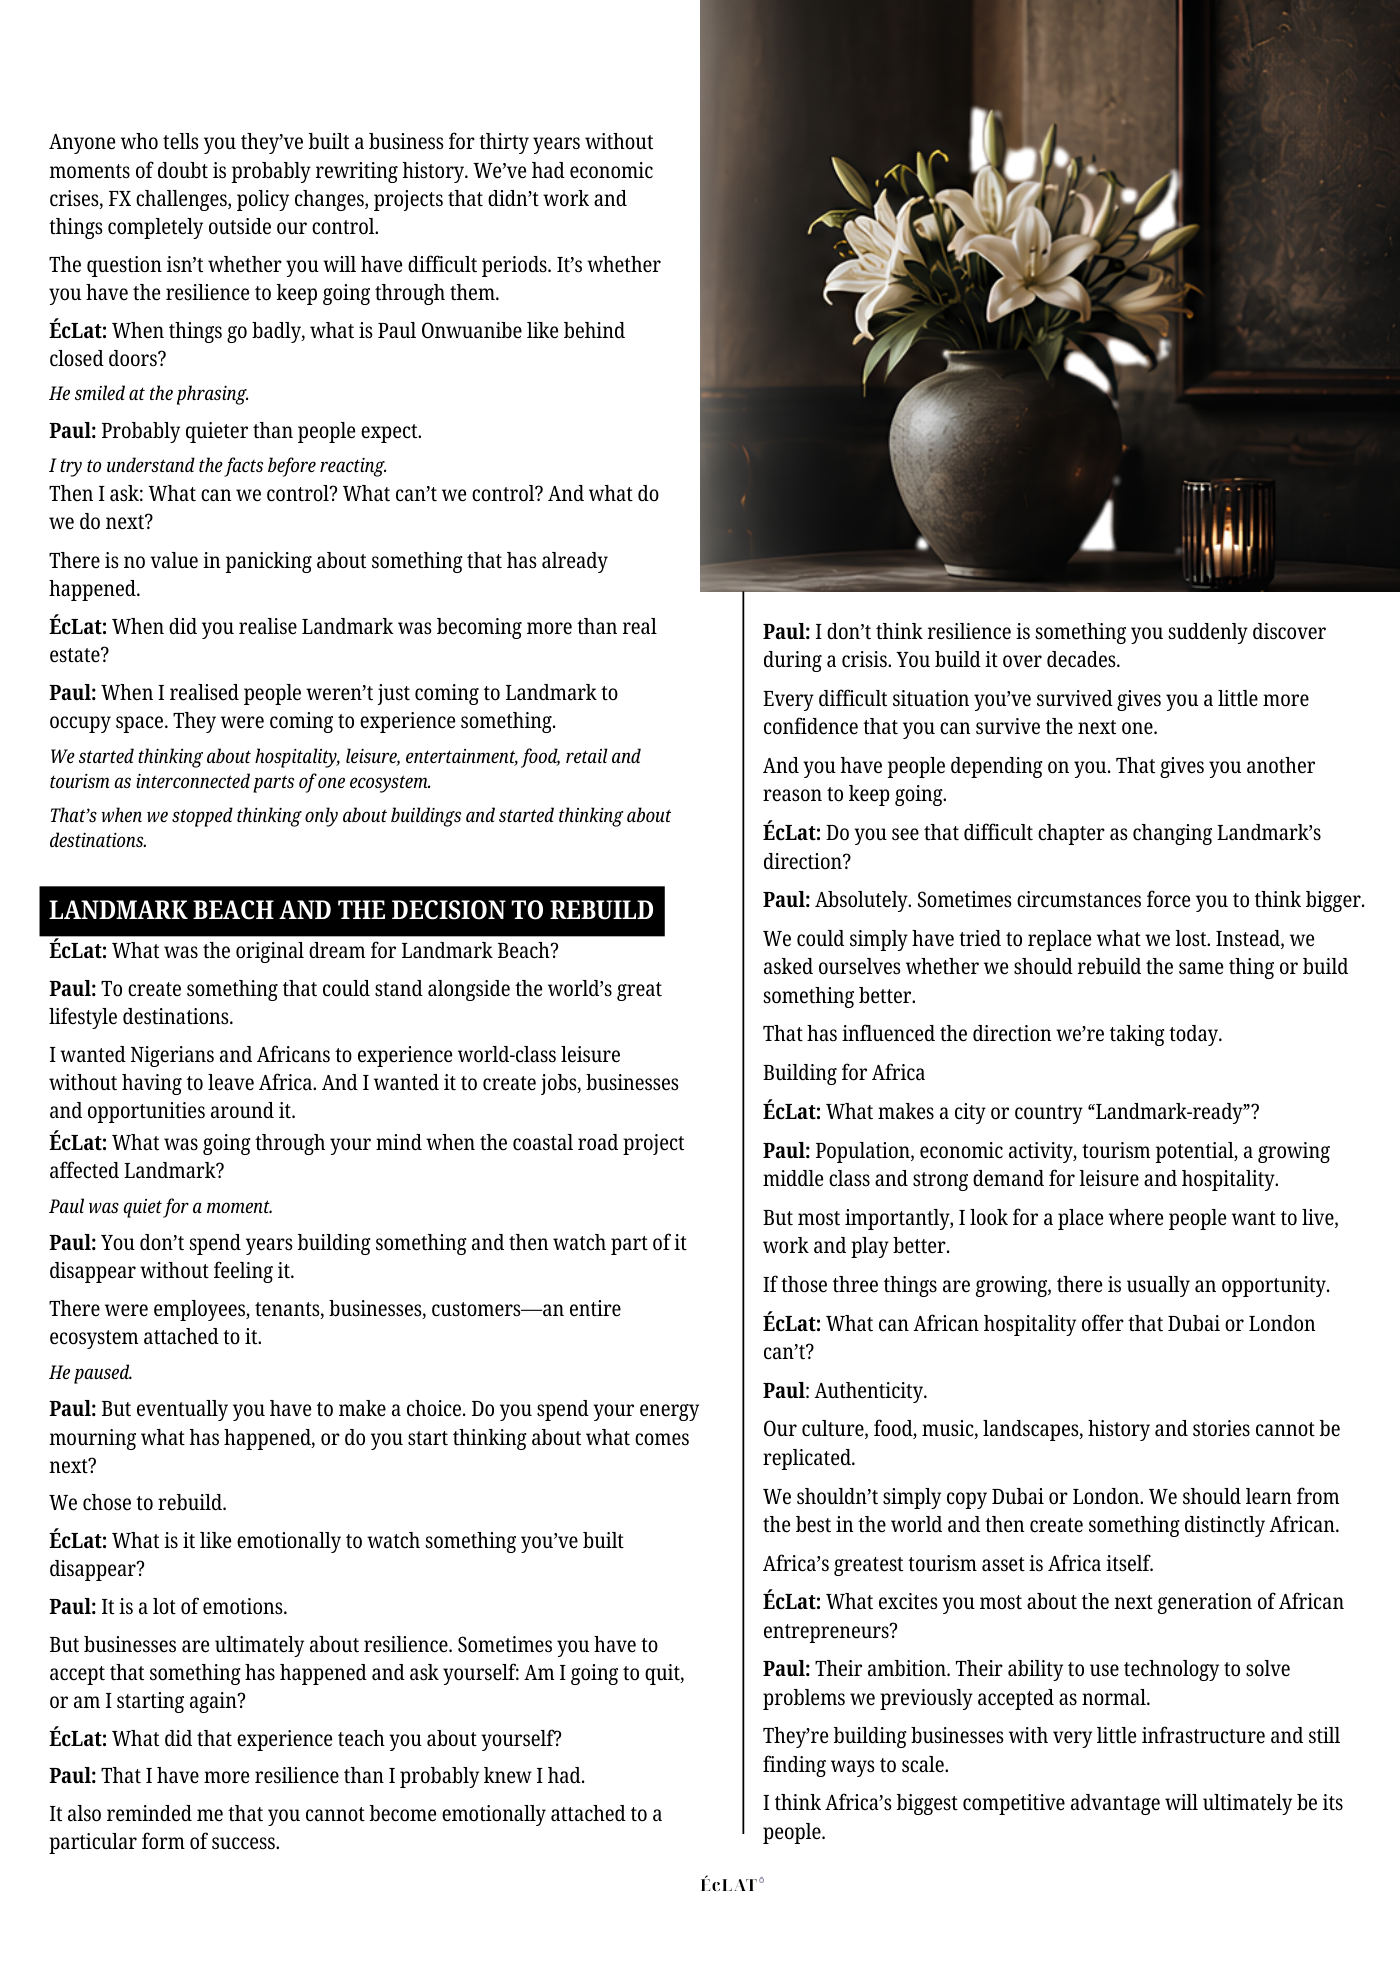 Anyone who tells you they’ve built a business for thirty years without
moments of doubt is probably rewriting history. We’ve had economic
crises, FX challenges, policy changes, projects that didn’t work and
things completely outside our control.
The question isn’t whether you will have difficult periods. It’s whether
you have the resilience to keep going through them.
ÉcLat: When things go badly, what is Paul Onwuanibe like behind
closed doors?
He smiled at the phrasing.
Paul: Probably quieter than people expect.
I try to understand the facts before reacting.
Then I ask: What can we control? What can’t we control? And what do
we do next?
There is no value in panicking about something that has already
happened.
ÉcLat: When did you realise Landmark was becoming more than real
estate?
Paul: When I realised people weren’t just coming to Landmark to
occupy space. They were coming to experience something.
We started thinking about hospitality, leisure, entertainment, food, retail and
tourism as interconnected parts of one ecosystem.
That’s when we stopped thinking only about buildings and started thinking about
destinations.
LANDMARK BEACH AND THE DECISION TO REBUILD
ÉcLat: What was the original dream for Landmark Beach?
Paul: To create something that could stand alongside the world’s great
lifestyle destinations.
I wanted Nigerians and Africans to experience world-class leisure
without having to leave Africa. And I wanted it to create jobs, businesses
and opportunities around it.
ÉcLat: What was going through your mind when the coastal road project
affected Landmark?
Paul was quiet for a moment.
Paul: You don’t spend years building something and then watch part of it
disappear without feeling it.
There were employees, tenants, businesses, customers—an entire
ecosystem attached to it.
He paused.
Paul: But eventually you have to make a choice. Do you spend your energy
mourning what has happened, or do you start thinking about what comes
next?
We chose to rebuild.
ÉcLat: What is it like emotionally to watch something you’ve built
disappear?
Paul: It is a lot of emotions.
But businesses are ultimately about resilience. Sometimes you have to
accept that something has happened and ask yourself: Am I going to quit,
or am I starting again?
ÉcLat: What did that experience teach you about yourself?
Paul: That I have more resilience than I probably knew I had.
It also reminded me that you cannot become emotionally attached to a
particular form of success.
Paul: I don’t think resilience is something you suddenly discover
during a crisis. You build it over decades.
Every difficult situation you’ve survived gives you a little more
confidence that you can survive the next one.
And you have people depending on you. That gives you another
reason to keep going.
ÉcLat: Do you see that difficult chapter as changing Landmark’s
direction?
Paul: Absolutely. Sometimes circumstances force you to think bigger.
We could simply have tried to replace what we lost. Instead, we
asked ourselves whether we should rebuild the same thing or build
something better.
That has influenced the direction we’re taking today.
Building for Africa
ÉcLat: What makes a city or country “Landmark-ready”?
Paul: Population, economic activity, tourism potential, a growing
middle class and strong demand for leisure and hospitality.
But most importantly, I look for a place where people want to live,
work and play better.
If those three things are growing, there is usually an opportunity.
ÉcLat: What can African hospitality offer that Dubai or London
can’t?
Paul: Authenticity.
Our culture, food, music, landscapes, history and stories cannot be
replicated.
We shouldn’t simply copy Dubai or London. We should learn from
the best in the world and then create something distinctly African.
Africa’s greatest tourism asset is Africa itself.
ÉcLat: What excites you most about the next generation of African
entrepreneurs?
Paul: Their ambition. Their ability to use technology to solve
problems we previously accepted as normal.
They’re building businesses with very little infrastructure and still
finding ways to scale.
I think Africa’s biggest competitive advantage will ultimately be its
people.
ÉcLAT